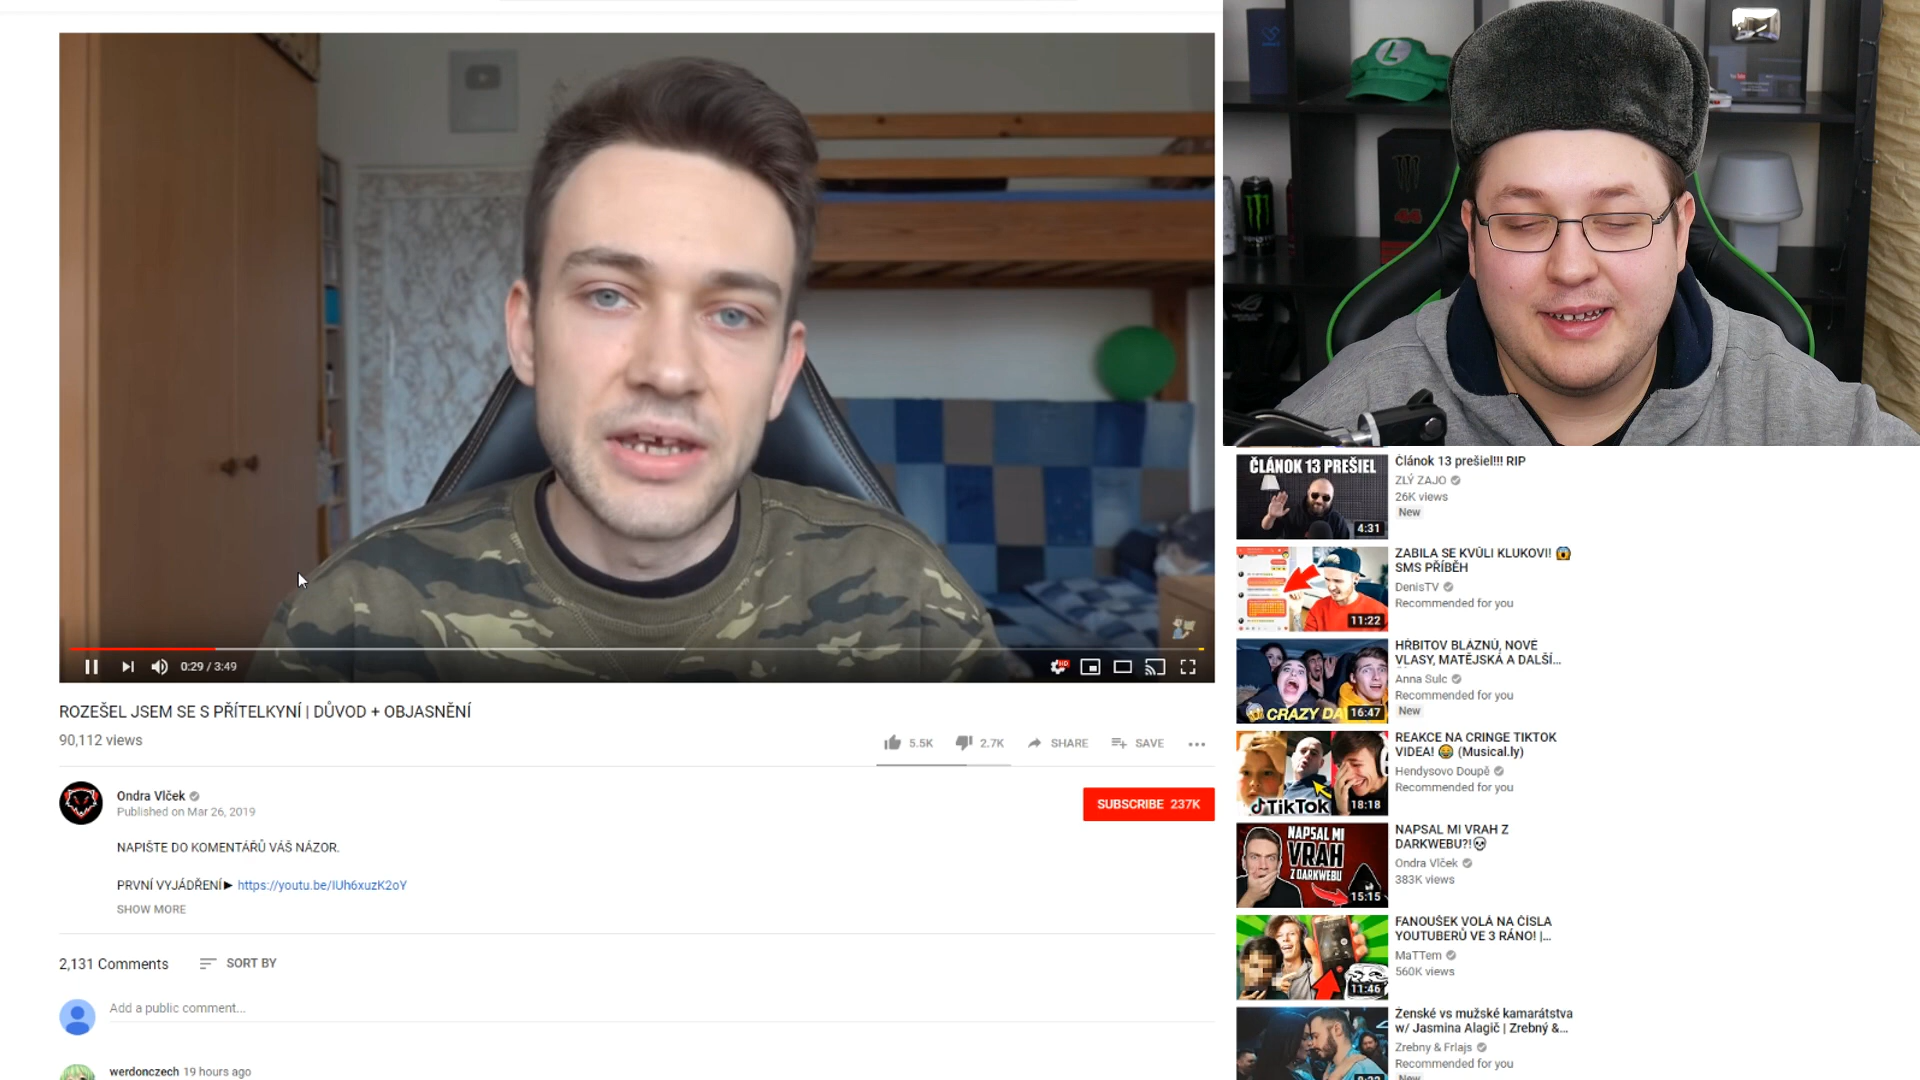 0:29 / 3:49
HD
ROZEŠEL JSEM SE S PŘÍTELKYNÍ | DŮVOD + OBJASNĚNÍ
90,112 views
5.5K
2.7K
SHARE
SAVE
Ondra Vlček
Published on Mar 26, 2019
SUBSCRIBE 237K
NAPIŠTE DO KOMENTÁŘŮ VÁŠ NÁZOR.
PRVNÍ VYJÁDŘENÍ► https://youtu.be/IUh6xuzK2oY
SHOW MORE
2,131 Comments
SORT BY
Add a public comment...
werdonczech 19 hours ago
L
ČLÁNOK 13 PREŠIEL
4:31
Článok 13 prešiel!!! RIP
ZLÝ ZAJO
26K views
New
11:22
ZABILA SE KVŮLI KLUKOVI! 😱
SMS PŘÍBĚH
DenisTV
Recommended for you
CRAZY DA
16:47
HŘBITOV BLÁZNŮ, NOVÉ
VLASY, MATĚJSKÁ A DALŠÍ...
Anna Sulc
Recommended for you
New
TikTok
18:18
REAKCE NA CRINGE TIKTOK
VIDEA! 😂 (Musical.ly)
Hendysovo Doupě
Recommended for you
NAPSAL MI
VRAH
Z DARKWEBU
15:15
NAPSAL MI VRAH Z
DARKWEBU?!💀
Ondra Vlček
383K views
11:46
FANOUŠEK VOLÁ NA ČÍSLA
YOUTUBERŮ VE 3 RÁNO! |...
MaTTem
560K views
Ženské vs mužské kamarátstva
w/ Jasmina Alagič | Zrebný &...
Zrebny & Frlajs
Recommended for you
New